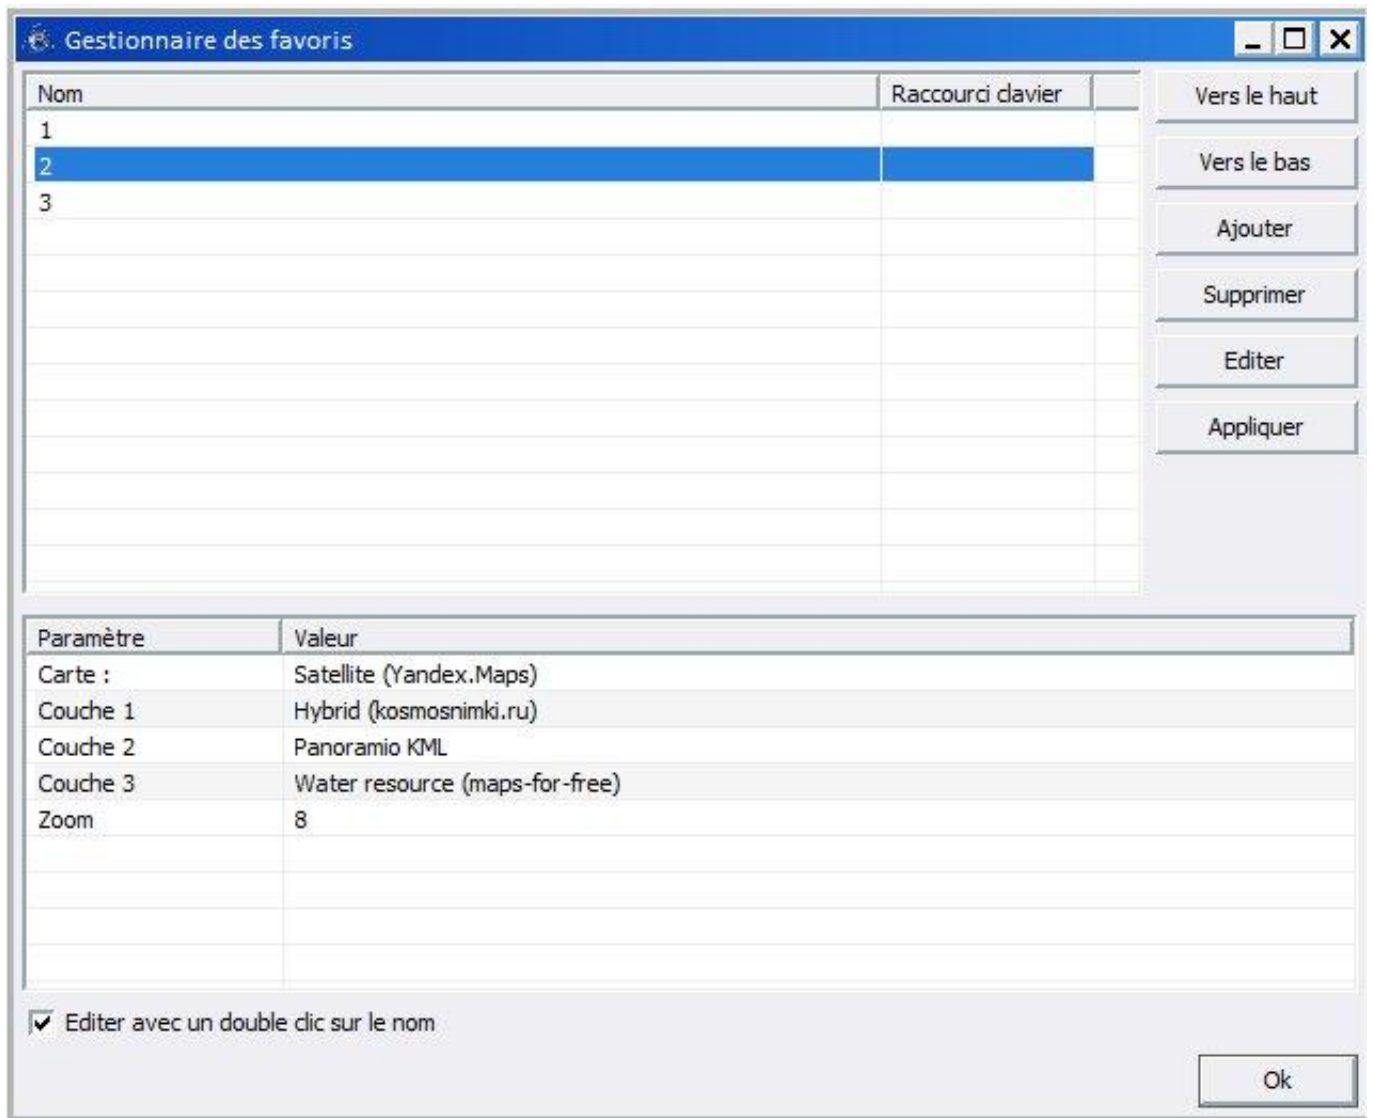 Gestionnaire des favoris
Nom Raccourci clavier
1
2
3
Vers le haut
Vers le bas
Ajouter
Supprimer
Editer
Appliquer
Paramètre Valeur
Carte : Satellite (Yandex.Maps)
Couche 1 Hybrid (kosmosnimki.ru)
Couche 2 Panoramio KML
Couche 3 Water resource (maps-for-free)
Zoom 8
Editer avec un double clic sur le nom
Ok